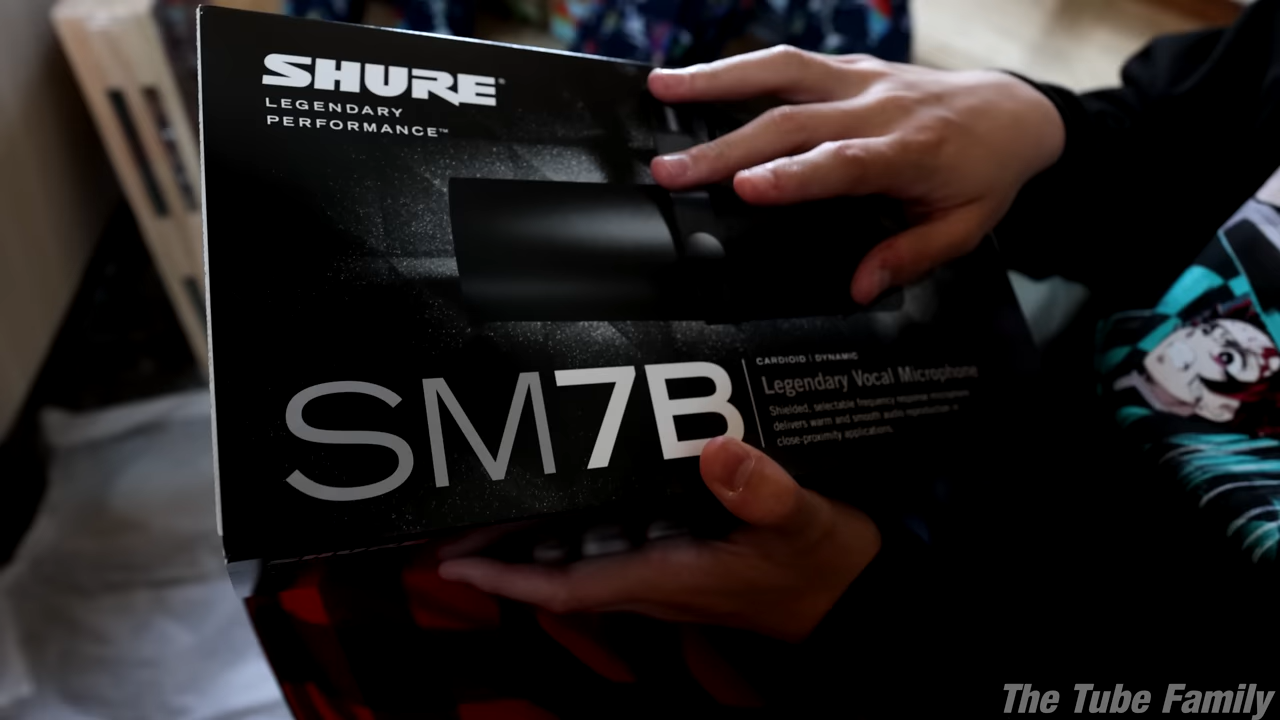 SHURE®
LEGENDARY
PERFORMANCE™
SM7B
CARDIOID | DYNAMIC
Legendary Vocal Microphone
Shielded, selectable frequency response microphone
delivers warm and smooth audio reproduction in
close-proximity applications.
The Tube Family